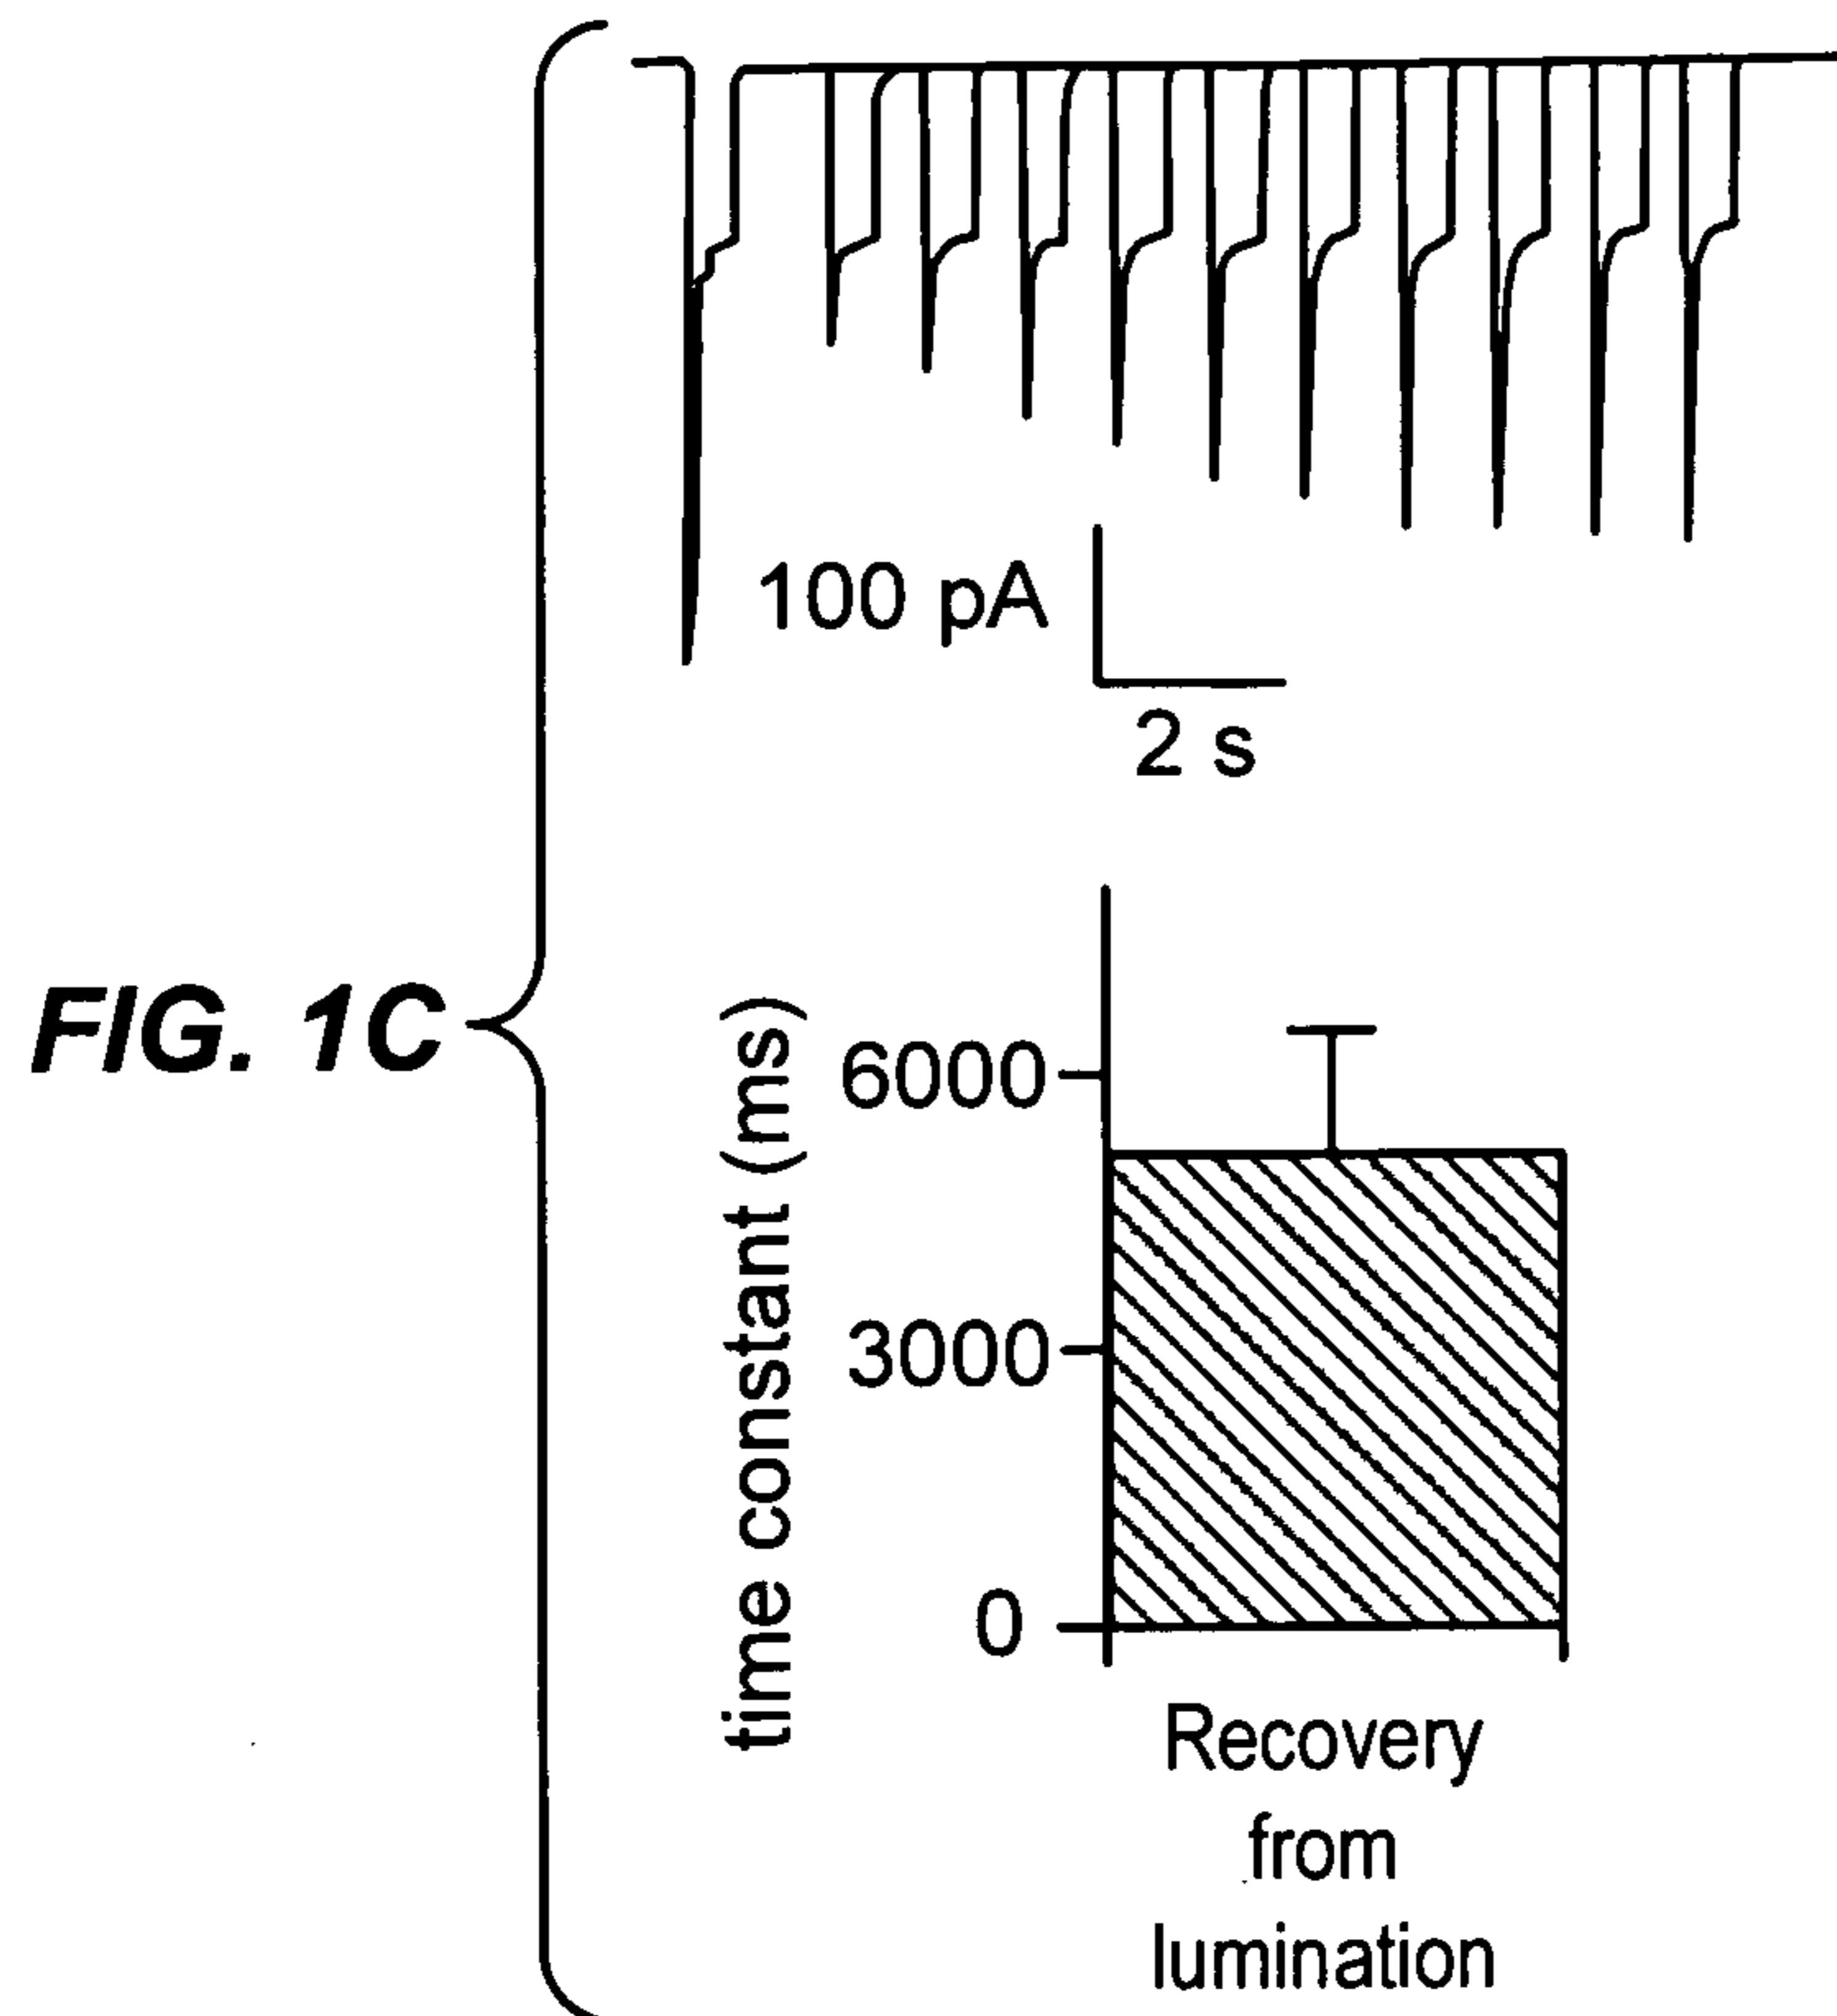 100 pA
2 s
FIG. 1C
time constant (ms)
6000
3000
0
Recovery
from
lumination